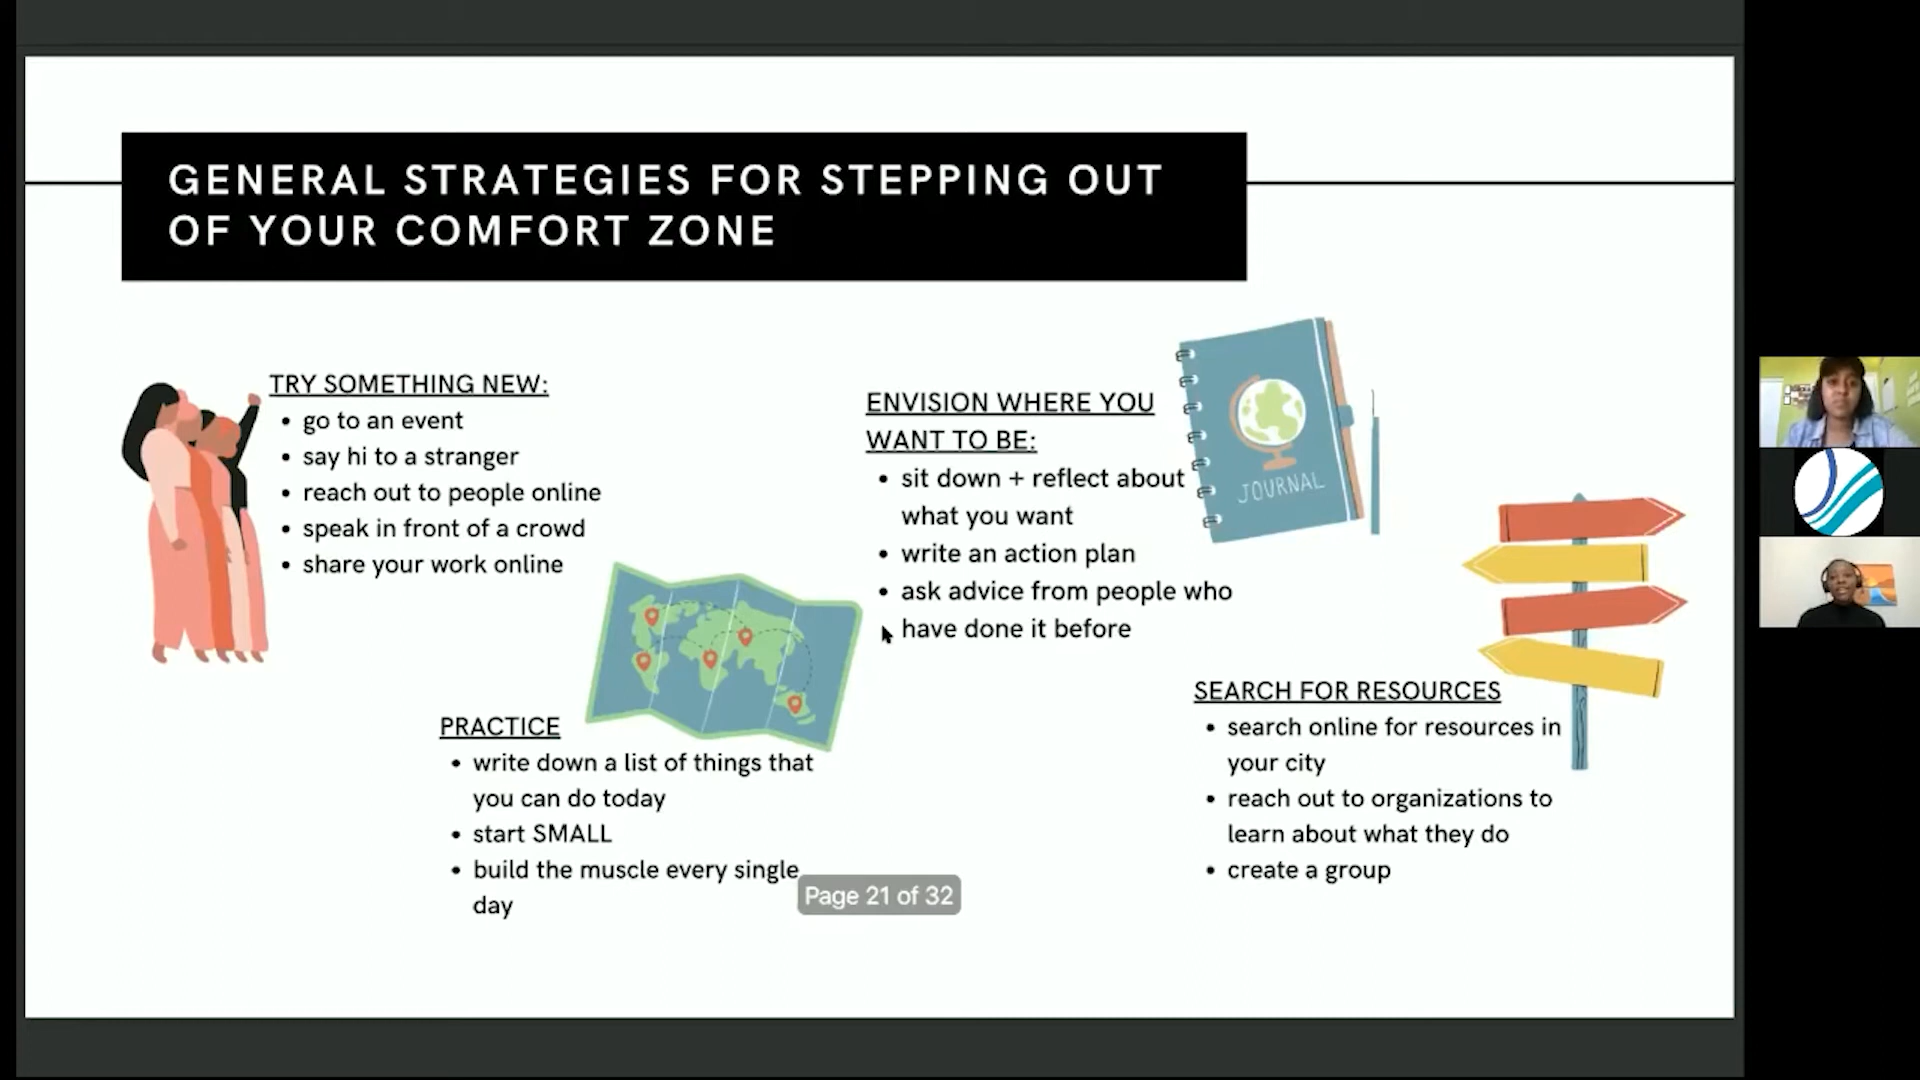 GENERAL STRATEGIES FOR STEPPING OUT
OF YOUR COMFORT ZONE
TRY SOMETHING NEW:
• go to an event
• say hi to a stranger
• reach out to people online
• speak in front of a crowd
• share your work online
ENVISION WHERE YOU
WANT TO BE:
• sit down + reflect about
what you want
• write an action plan
• ask advice from people who
have done it before
JOURNAL
PRACTICE
• write down a list of things that
you can do today
• start SMALL
• build the muscle every single
day
SEARCH FOR RESOURCES
• search online for resources in
your city
• reach out to organizations to
learn about what they do
• create a group
Page 21 of 32